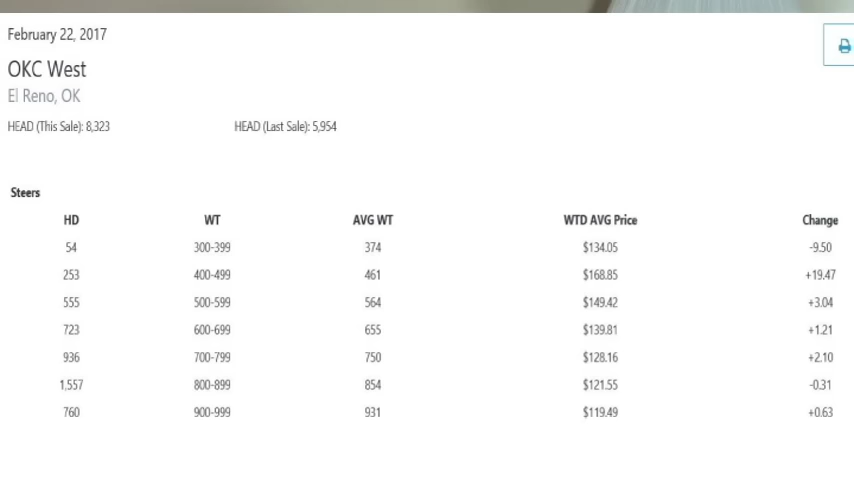 February 22, 2017
OKC West
El Reno, OK
HEAD (This Sale): 8,323 HEAD (Last Sale): 5,954
Steers
HD WT AVG WT WTD AVG Price Change
54 300-399 374 $134.05 -9.50
253 400-499 461 $168.85 +19.47
555 500-599 564 $149.42 +3.04
723 600-699 655 $139.81 +1.21
936 700-799 750 $128.16 +2.10
1,557 800-899 854 $121.55 -0.31
760 900-999 931 $119.49 +0.63